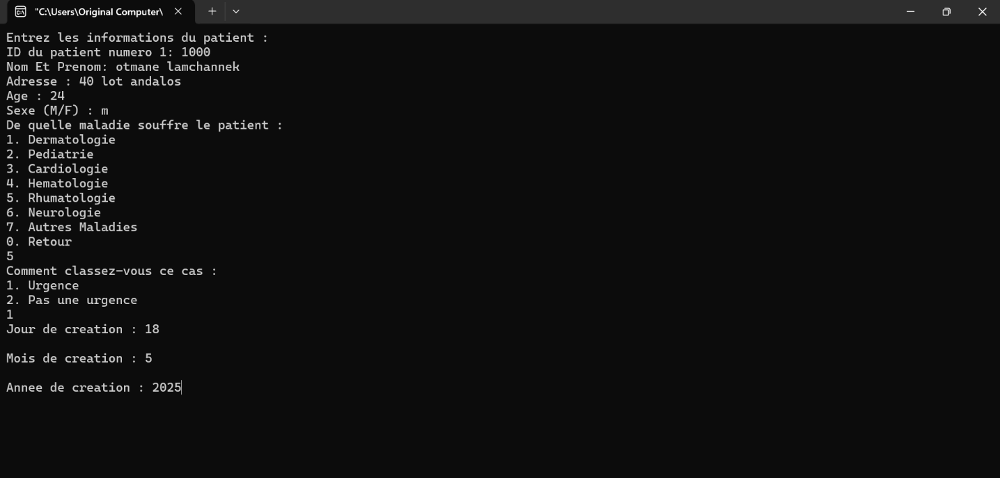 "C:\Users\Original Computer\
Entrez les informations du patient :
ID du patient numero 1: 1000
Nom Et Prenom: otmane lamchannek
Adresse : 40 lot andalos
Age : 24
Sexe (M/F) : m
De quelle maladie souffre le patient :
1. Dermatologie
2. Pediatrie
3. Cardiologie
4. Hematologie
5. Rhumatologie
6. Neurologie
7. Autres Maladies
0. Retour
5
Comment classez-vous ce cas :
1. Urgence
2. Pas une urgence
1
Jour de creation : 18
Mois de creation : 5
Annee de creation : 2025